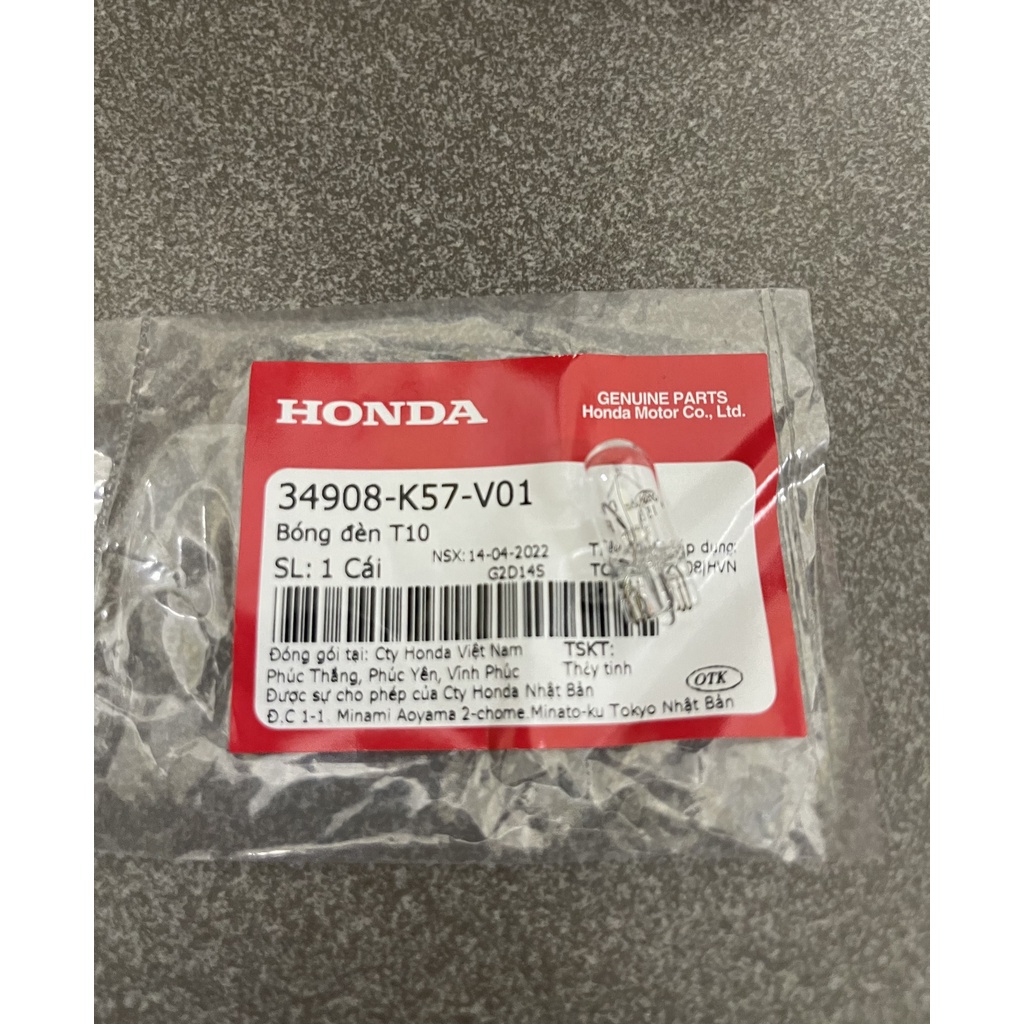 HONDA
GENUINE PARTS
Honda Motor Co., Ltd.
34908-K57-V01
Bóng đèn T10
NSX: 14-04-2022
dụng:
SL: 1 Cái
G2D14S
08/HVN
Đóng gói tại: Cty Honda Việt Nam
TSKT:
Phúc Thắng, Phúc Yên, Vĩnh Phúc
Thủy tinh
OTK
Được sự cho phép của Cty Honda Nhật Bản
Đ.C 1-1. Minami Aoyama 2-chome Minato-ku Tokyo Nhật Bản